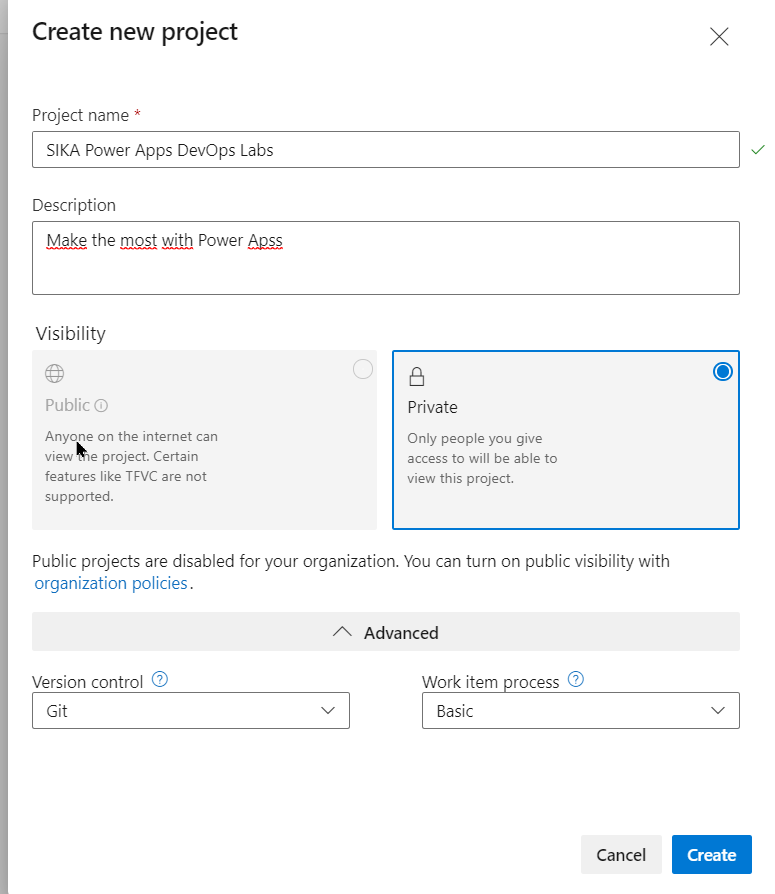 Create new project
Project name *
SIKA Power Apps DevOps Labs
Description
Make the most with Power Apss
Visibility
Public
Anyone on the internet can
view the project. Certain
features like TFVC are not
supported.
Private
Only people you give
access to will be able to
view this project.
Public projects are disabled for your organization. You can turn on public visibility with
organization policies.
Advanced
Version control ?
Git
Work item process ?
Basic
Cancel
Create